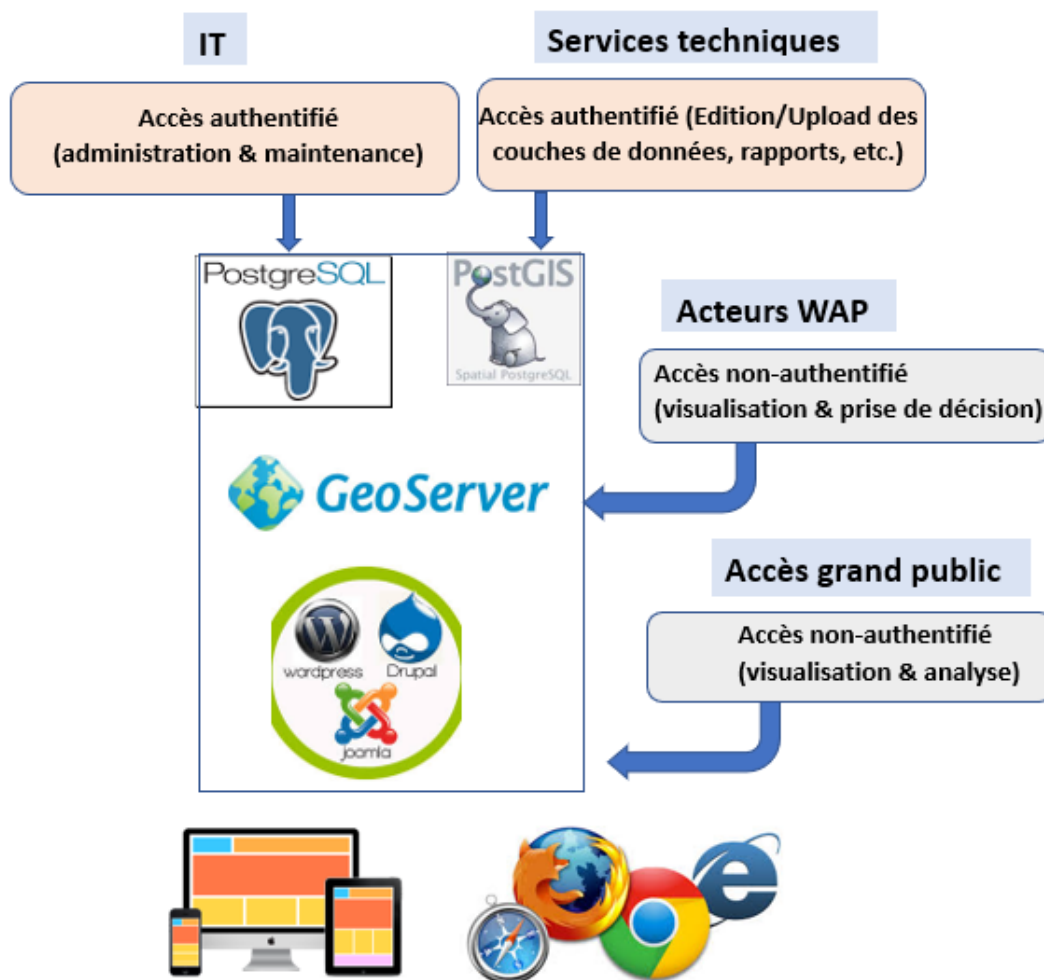 IT
Services techniques
Accès authentifié
(administration & maintenance)
Accès authentifié (Edition/Upload des
couches de données, rapports, etc.)
PostgreSQL
PostGIS
Spatial PostgreSQL
Acteurs WAP
Accès non-authentifié
(visualisation & prise de décision)
GeoServer
Accès grand public
Accès non-authentifié
(visualisation & analyse)
wordpress
Drupal
joomla